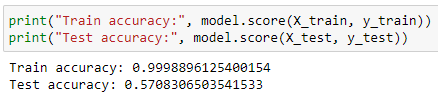 print("Train accuracy:", model.score(X_train, y_train))
print("Test accuracy:", model.score(X_test, y_test))
Train accuracy: 0.9998896125400154
Test accuracy: 0.5708306503541533